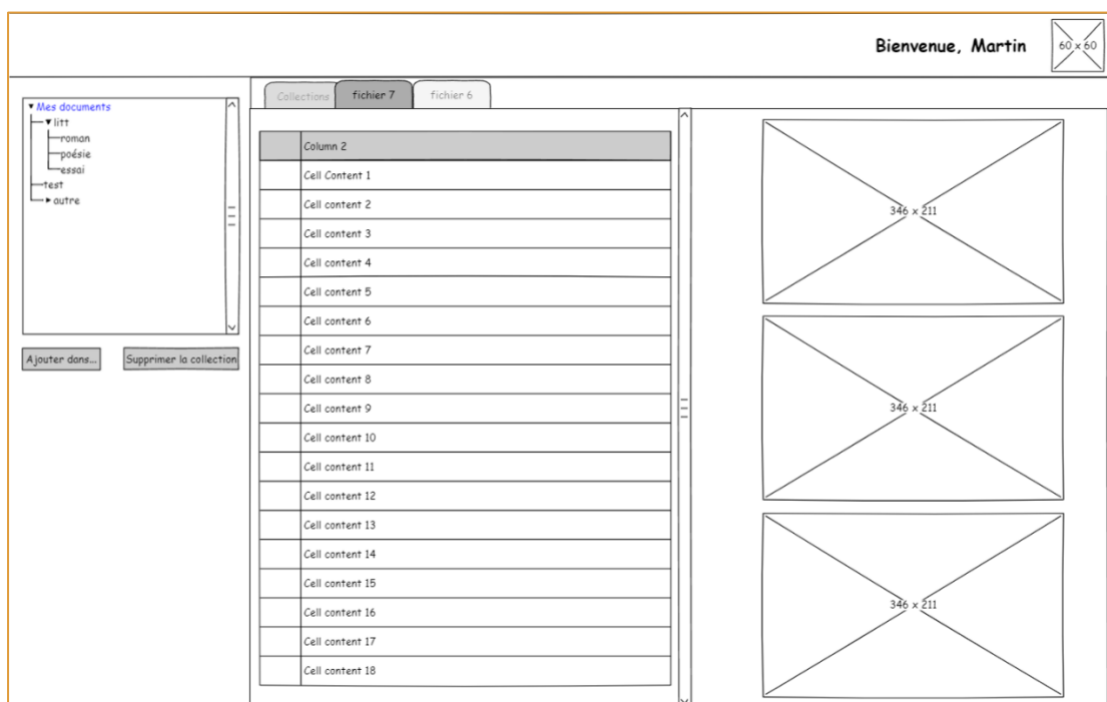 Bienvenue, Martin
60 x 60
Mes documents
litt
roman
poésie
essai
test
autre
Ajouter dans...
Supprimer la collection
Collections
fichier 7
fichier 6
Column 2
Cell Content 1
Cell content 2
Cell content 3
Cell content 4
Cell content 5
Cell content 6
Cell content 7
Cell content 8
Cell content 9
Cell content 10
Cell content 11
Cell content 12
Cell content 13
Cell content 14
Cell content 15
Cell content 16
Cell content 17
Cell content 18
346 x 211
346 x 211
346 x 211